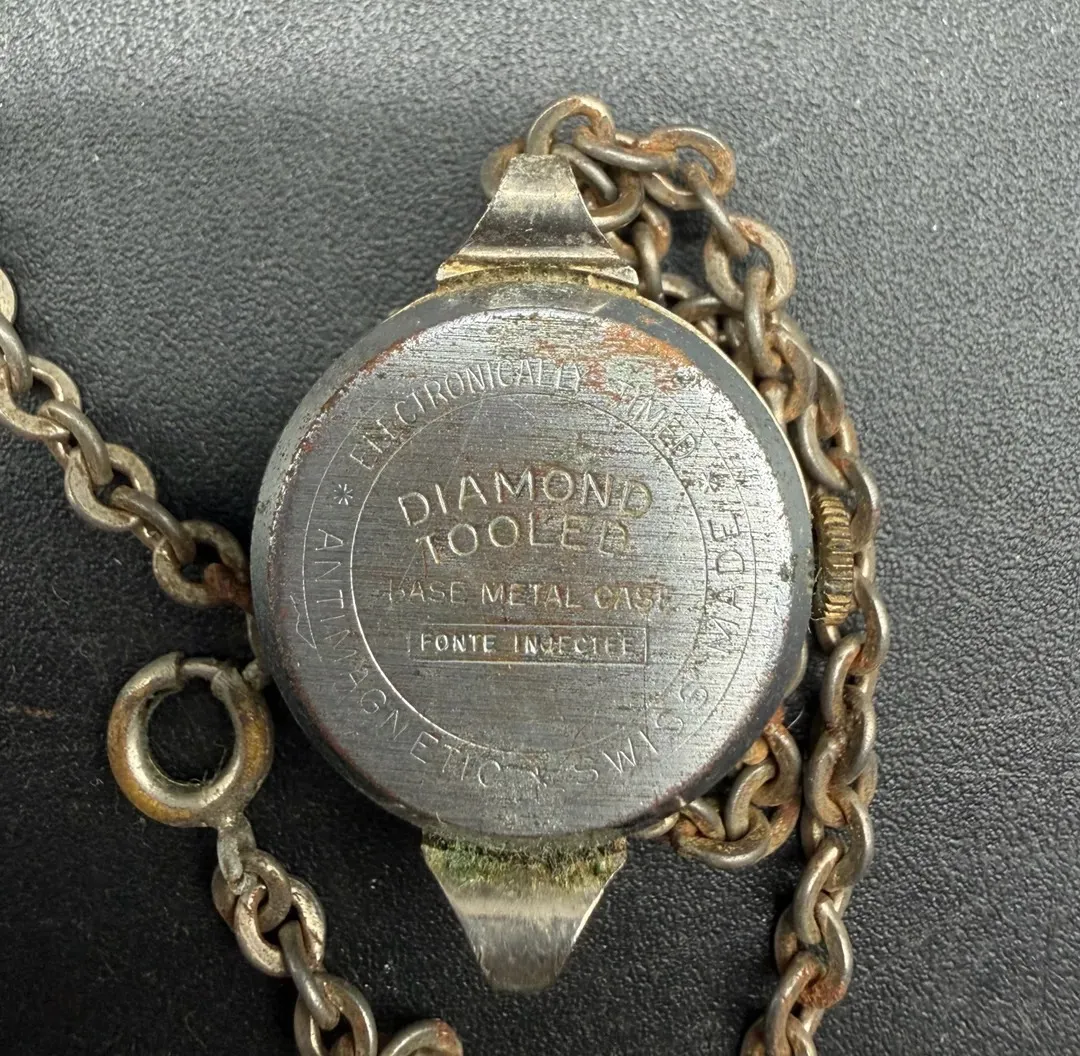 ELECTRONICALLY TIMED
* SWISS MADE
* ANTIMAGNETIC *
DIAMOND
TOOLED
BASE METAL CASE
FONTE INJECTEE